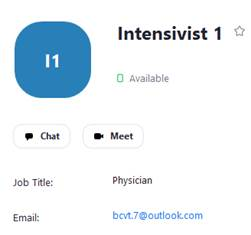 Intensivist 1
I1
Available
Chat
Meet
Job Title:
Physician
Email:
bcvt.7@outlook.com